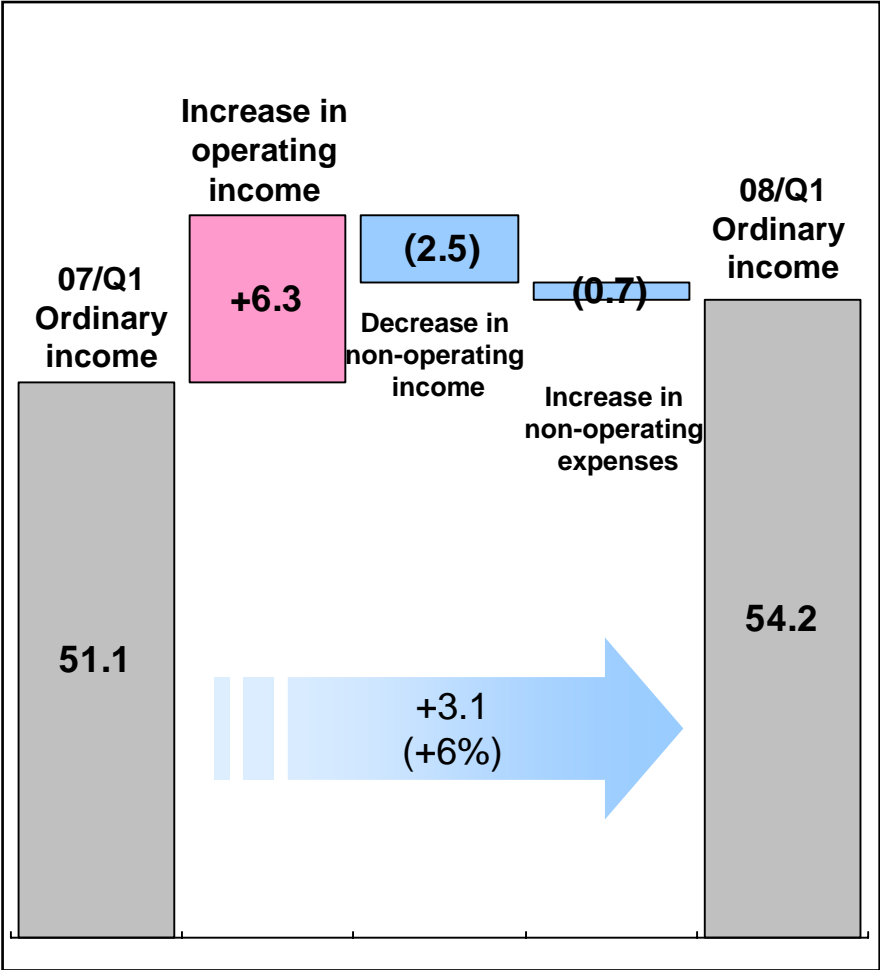 07/Q1
Ordinary
income
51.1
Increase in
operating
income
+6.3
(2.5)
Decrease in
non-operating
income
(0.7)
Increase in
non-operating
expenses
08/Q1
Ordinary
income
54.2
+3.1
(+6%)